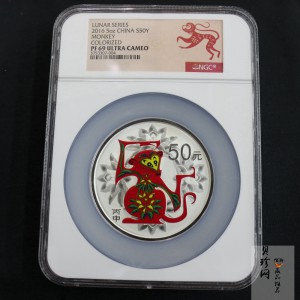 LUNAR SERIES
2016 5oz CHINA S50Y
MONKEY
COLORIZED
PF 69 ULTRA CAMEO
NGC
50元
丙申